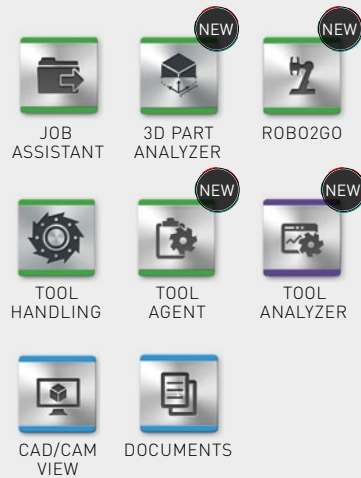 NEW
NEW
JOB
ASSISTANT
3D PART
ANALYZER
ROBO2GO
NEW
NEW
TOOL
HANDLING
TOOL
AGENT
TOOL
ANALYZER
CAD/CAM
VIEW
DOCUMENTS